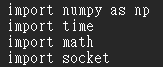 import numpy as np
import time
import math
import socket